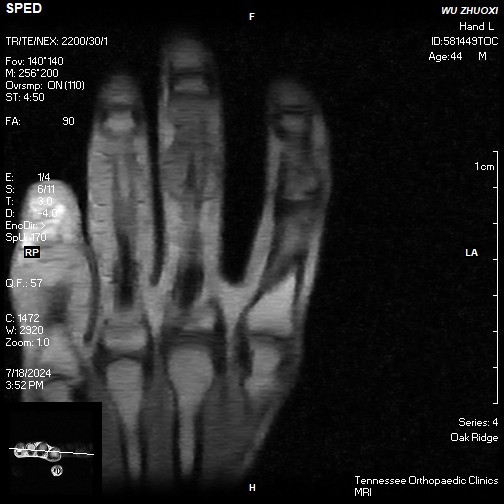 SPED
F
WU ZHUOXI
Hand L
TR/TE/NEX: 2200/30/1
ID:581449TOC
Age:44 M
Fov: 140*140
M: 256*200
Ovrsmp: ON (110)
ST: 4:50
FA: 90
1cm
E: 1/4
S: 6/11
T: 3.0
D: -4.0
EncDir: >
SpU: 170
RP
LA
Q.F.: 57
C: 1472
W: 2920
Zoom: 1.0
7/18/2024
3:52 PM
Series: 4
Oak Ridge
H
Tennessee Orthopaedic Clinics
MRI